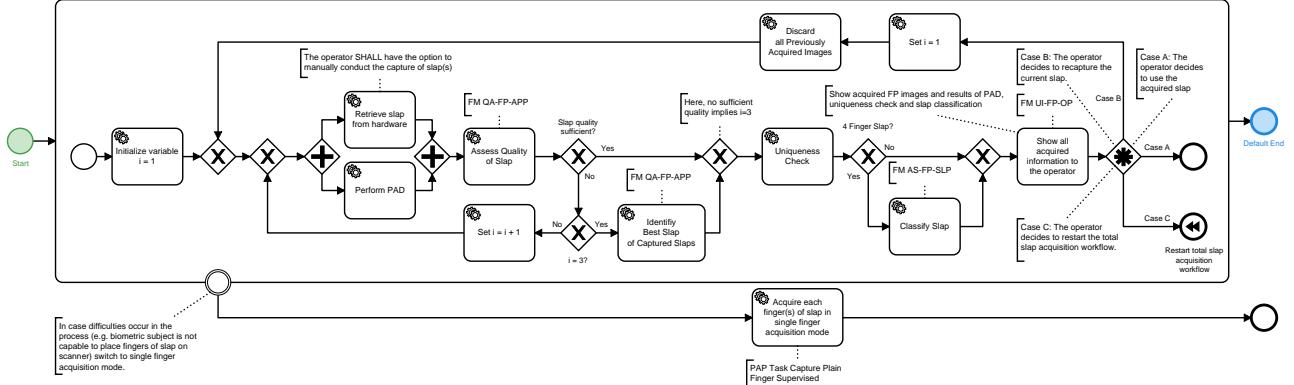 Discard
all Previously
Acquired Images
Set i = 1
The operator SHALL have the option to
manually conduct the capture of slap(s)
Case B: The operator
decides to recapture the
current slap.
Case A: The
operator decides
to use the
acquired slap
Case B
Show acquired FP images and results of PAD,
uniqueness check and slap classification
FM UI-FP-OP
FM QA-FP-APP
Here, no sufficient
quality implies i=3
Retrieve slap
from hardware
Slap quality
sufficient?
4 Finger Slap?
Start
Initialize variable
i = 1
Assess Quality
of Slap
Yes
Uniqueness
Check
No
Show all
acquired
information to
the operator
Case A
Default End
Perform PAD
No
FM QA-FP-APP
Yes
FM AS-FP-SLP
Set i = i + 1
No
Yes
i = 3?
Identifiy
Best Slap
of Captured Slaps
Classify Slap
Case C: The operator
decides to restart the total
slap acquisition workflow.
Case C
Restart total slap
acquisition
workflow
In case difficulties occur in the
process (e.g. biometric subject is not
capable to place fingers of slap on
scanner) switch to single finger
acquisition mode.
Acquire each
finger(s) of slap in
single finger
acquisition mode
PAP Task Capture Plain
Finger Supervised